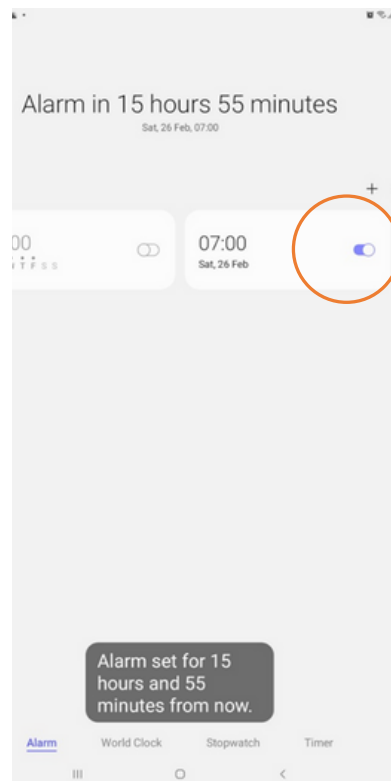 Alarm in 15 hours 55 minutes
Sat, 26 Feb, 07:00
+
00
T F S S
07:00
Sat, 26 Feb
Alarm set for 15
hours and 55
minutes from now.
Alarm
World Clock
Stopwatch
Timer